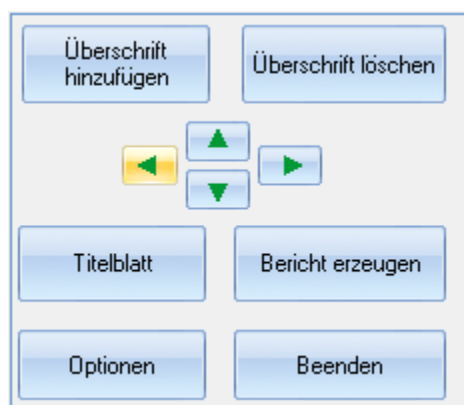 Überschrift
hinzufügen
Überschrift löschen
Titelblatt
Bericht erzeugen
Optionen
Beenden